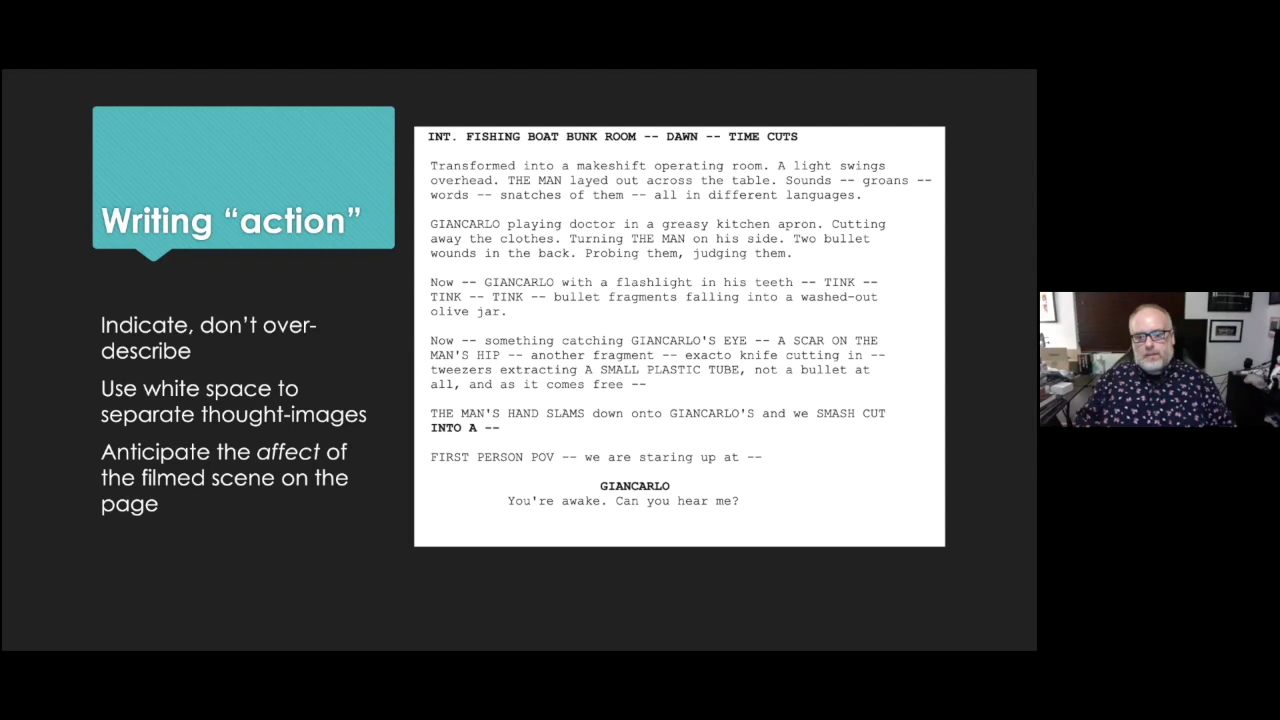 Writing “action”
Indicate, don’t over-
describe
Use white space to
separate thought-images
Anticipate the affect of
the filmed scene on the
page
INT. FISHING BOAT BUNK ROOM -- DAWN -- TIME CUTS
Transformed into a makeshift operating room. A light swings
overhead. THE MAN layed out across the table. Sounds -- groans --
words -- snatches of them -- all in different languages.
GIANCARLO playing doctor in a greasy kitchen apron. Cutting
away the clothes. Turning THE MAN on his side. Two bullet
wounds in the back. Probing them, judging them.
Now -- GIANCARLO with a flashlight in his teeth -- TINK --
TINK -- TINK -- bullet fragments falling into a washed-out
olive jar.
Now -- something catching GIANCARLO'S EYE -- A SCAR ON THE
MAN'S HIP -- another fragment -- exacto knife cutting in --
tweezers extracting A SMALL PLASTIC TUBE, not a bullet at
all, and as it comes free --
THE MAN'S HAND SLAMS down onto GIANCARLO'S and we SMASH CUT
INTO A --
FIRST PERSON POV -- we are staring up at --
GIANCARLO
You're awake. Can you hear me?